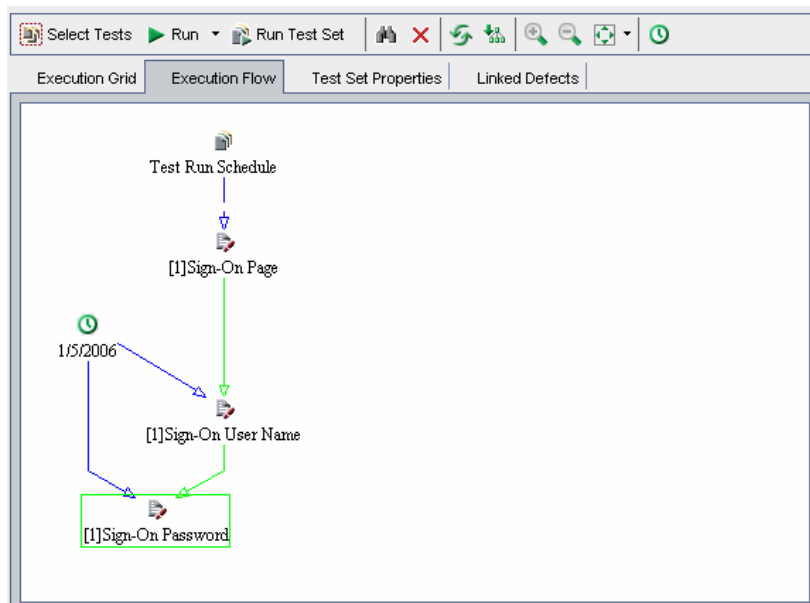 Select Tests Run Run Test Set
Execution Grid Execution Flow Test Set Properties Linked Defects
Test Run Schedule
[1]Sign-On Page
1/5/2006
[1]Sign-On User Name
[1]Sign-On Password